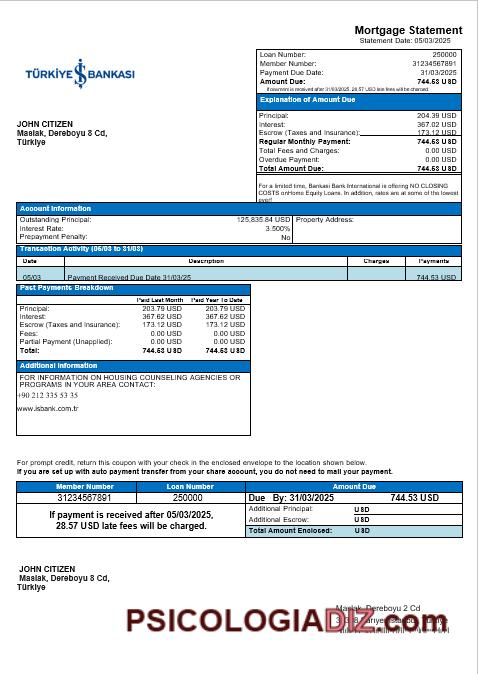 Mortgage Statement
Statement Date: 05/03/2025
TÜRKİYE İŞ BANKASI
Loan Number: 250000
Member Number: 31234567891
Payment Due Date: 31/03/2025
Amount Due: 744.53 USD
If payment is received after 31/03/2025, 28.57 USD late fees will be charged.
Explanation of Amount Due
Principal: 204.39 USD
Interest: 367.02 USD
Escrow (Taxes and Insurance): 173.12 USD
Regular Monthly Payment: 744.53 USD
Total Fees and Charges: 0.00 USD
Overdue Payment: 0.00 USD
Total Amount Due: 744.53 USD
JOHN CITIZEN
Maslak, Dereboyu 8 Cd,
Türkiye
For a limited time, Bankasi Bank International is offering NO CLOSING
COSTS onHome Equity Loans. In addition, rates are at some of the lowest
ever!
Account Information
Outstanding Principal: 125,835.84 USD Property Address:
Interest Rate: 3.500%
Prepayment Penalty: No
Transaction Activity (05/03 to 31/03)
Date Description Charges Payments
05/03 Payment Received Due Date 31/03/25 744.53 USD
Past Payments Breakdown
Paid Last Month Paid Year To Date
Principal: 203.79 USD 203.79 USD
Interest: 367.62 USD 367.62 USD
Escrow (Taxes and Insurance): 173.12 USD 173.12 USD
Fees: 0.00 USD 0.00 USD
Partial Payment (Unapplied): 0.00 USD 0.00 USD
Total: 744.53 USD 744.53 USD
Additional Information
FOR INFORMATION ON HOUSING COUNSELING AGENCIES OR
PROGRAMS IN YOUR AREA CONTACT:
+90 212 335 53 35
www.isbank.com.tr
For prompt credit, return this coupon with your check in the enclosed envelope to the location shown below.
If you are set up with auto payment transfer from your share account, you do not need to mail your payment.
Member Number Loan Number Amount Due
31234567891 250000 Due By: 31/03/2025 744.53 USD
If payment is received after 05/03/2025,
28.57 USD late fees will be charged.
Additional Principal: USD
Additional Escrow: USD
Total Amount Enclosed: USD
JOHN CITIZEN
Maslak, Dereboyu 8 Cd,
Türkiye
Maslak, Dereboyu 2 Cd
PSICOLOGIADIZ.com